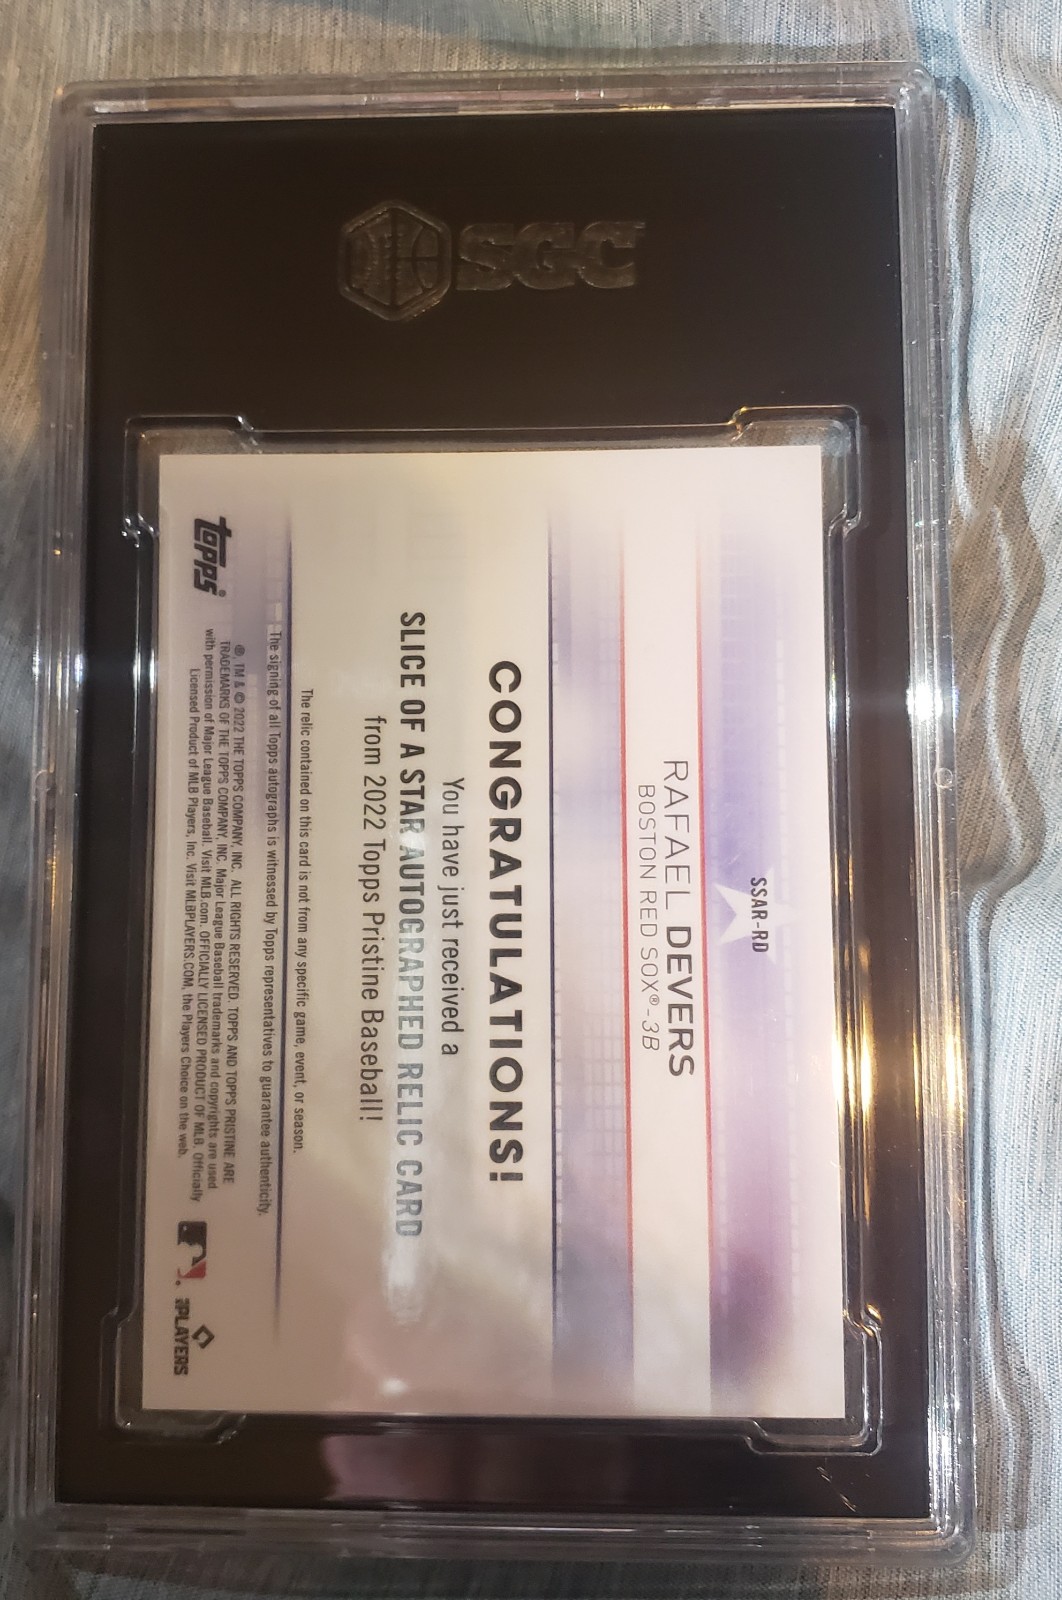 SGC
SSAR-RD
RAFAEL DEVERS
BOSTON RED SOX®-3B
CONGRATULATIONS!
You have just received a
SLICE OF A STAR AUTOGRAPHED RELIC CARD
from 2022 Topps Pristine Baseball!
The relic contained on this card is not from any specific game, event, or season.
The signing of all Topps autographs is witnessed by Topps representatives to guarantee authenticity.
topps®
®, TM & © 2022 THE TOPPS COMPANY, INC. ALL RIGHTS RESERVED. TOPPS AND TOPPS PRISTINE ARE
TRADEMARKS OF THE TOPPS COMPANY, INC. Major League Baseball trademarks and copyrights are used
with permission of Major League Baseball. Visit MLB.com. OFFICIALLY LICENSED PRODUCT OF MLB. Officially
Licensed Product of MLB Players, Inc. Visit MLBPLAYERS.COM, the Players Choice on the web.
PLAYERS